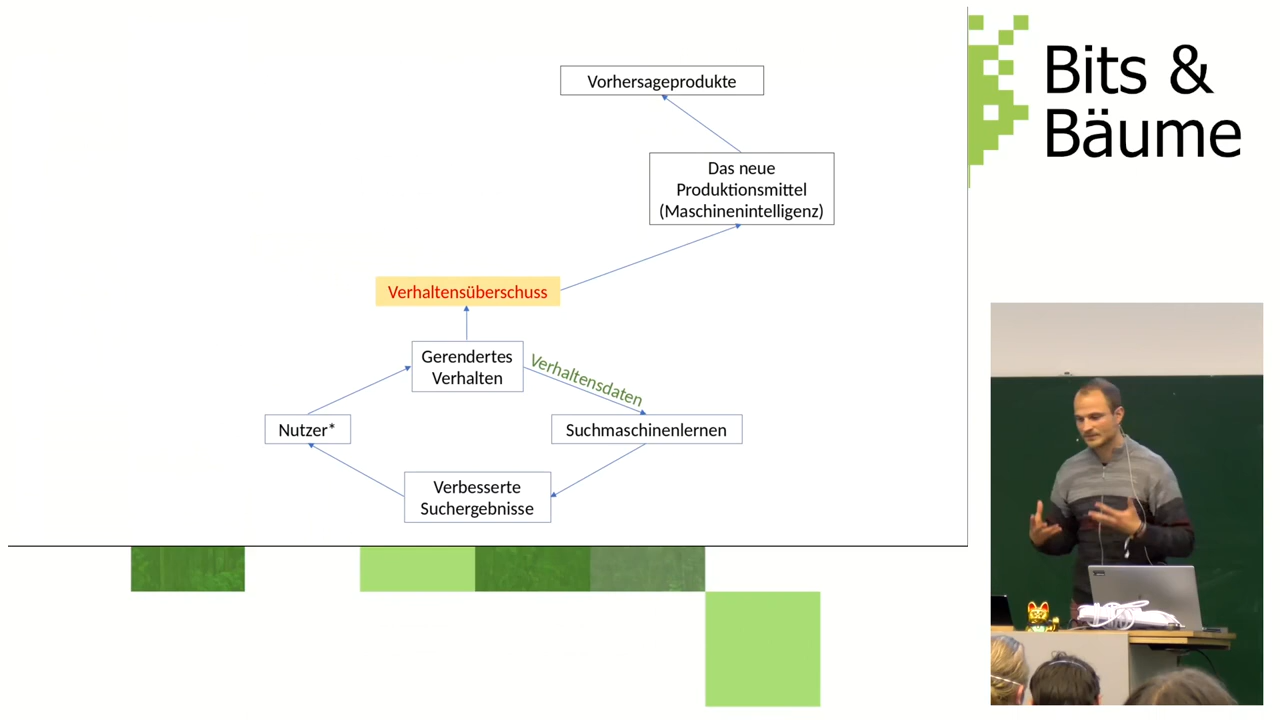 Vorhersageprodukte
Das neue
Produktionsmittel
(Maschinenintelligenz)
Verhaltensüberschuss
Gerendertes
Verhalten
Verhaltensdaten
Nutzer*
Suchmaschinenlernen
Verbesserte
Suchergebnisse
Bits &
Bäume